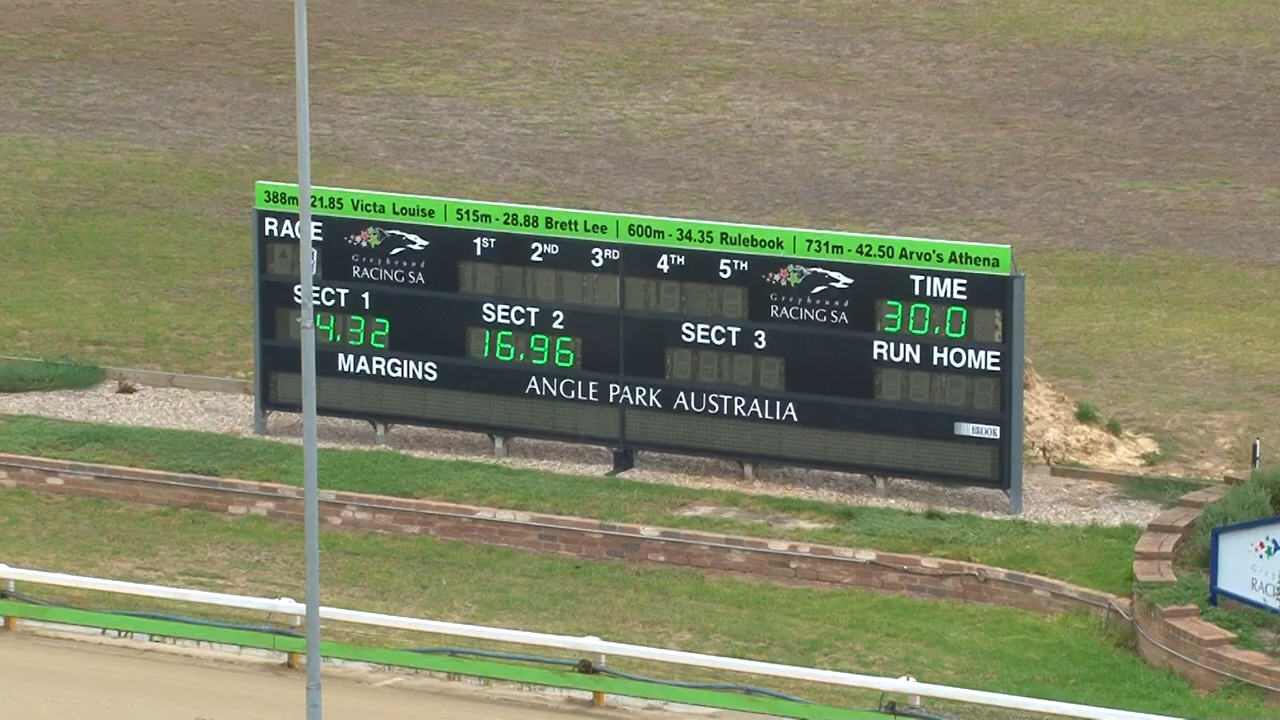 388m 21.85 Victa Louise | 515m - 28.88 Brett Lee | 600m - 34.35 Rulebook | 731m - 42.50 Arvo's Athena
RACE
Greyhound
RACING SA
1ST 2ND 3RD 4TH 5TH
Greyhound
RACING SA
TIME
30.0
SECT 1
4.32
SECT 2
16.96
SECT 3
RUN HOME
MARGINS
ANGLE PARK AUSTRALIA
BROOK